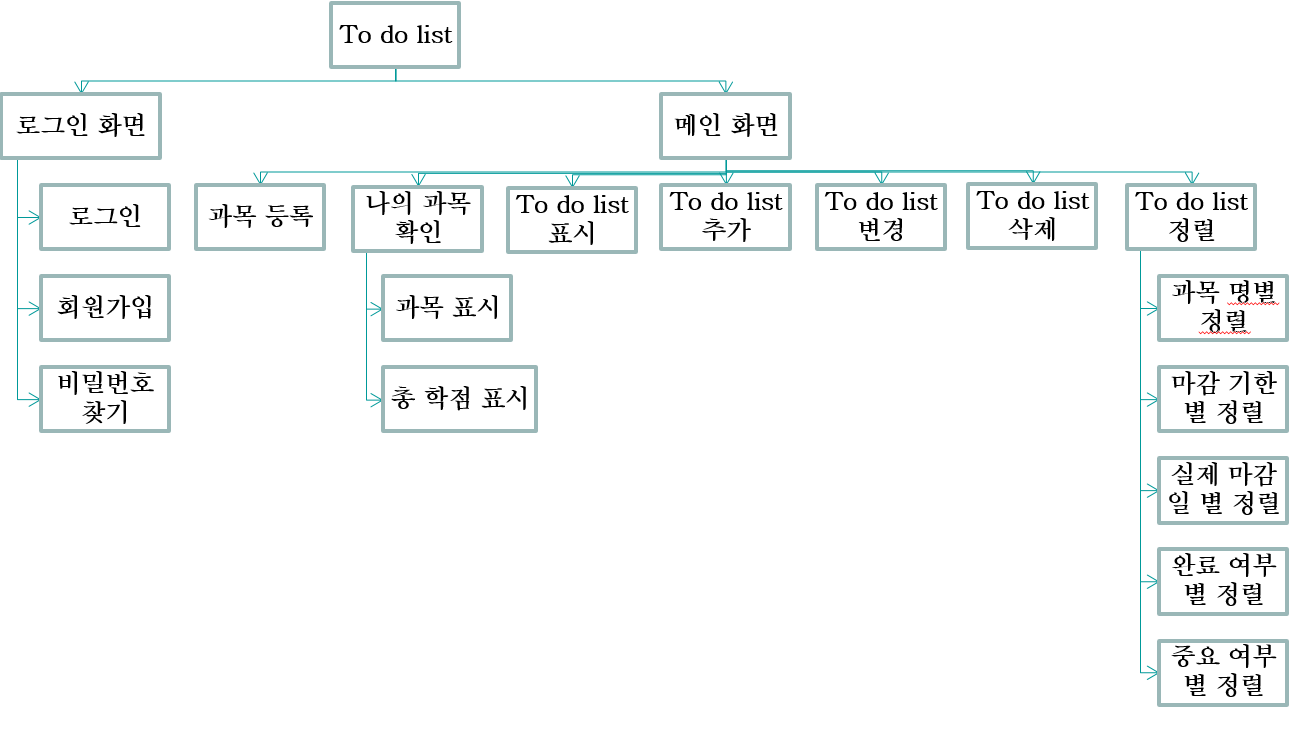 To do list
로그인 화면
메인 화면
로그인
과목 등록
나의 과목
확인
To do list
표시
To do list
추가
To do list
변경
To do list
삭제
To do list
정렬
회원가입
과목 표시
과목 명별
정렬
비밀번호
찾기
총 학점 표시
마감 기한
별 정렬
실제 마감
일 별 정렬
완료 여부
별 정렬
중요 여부
별 정렬